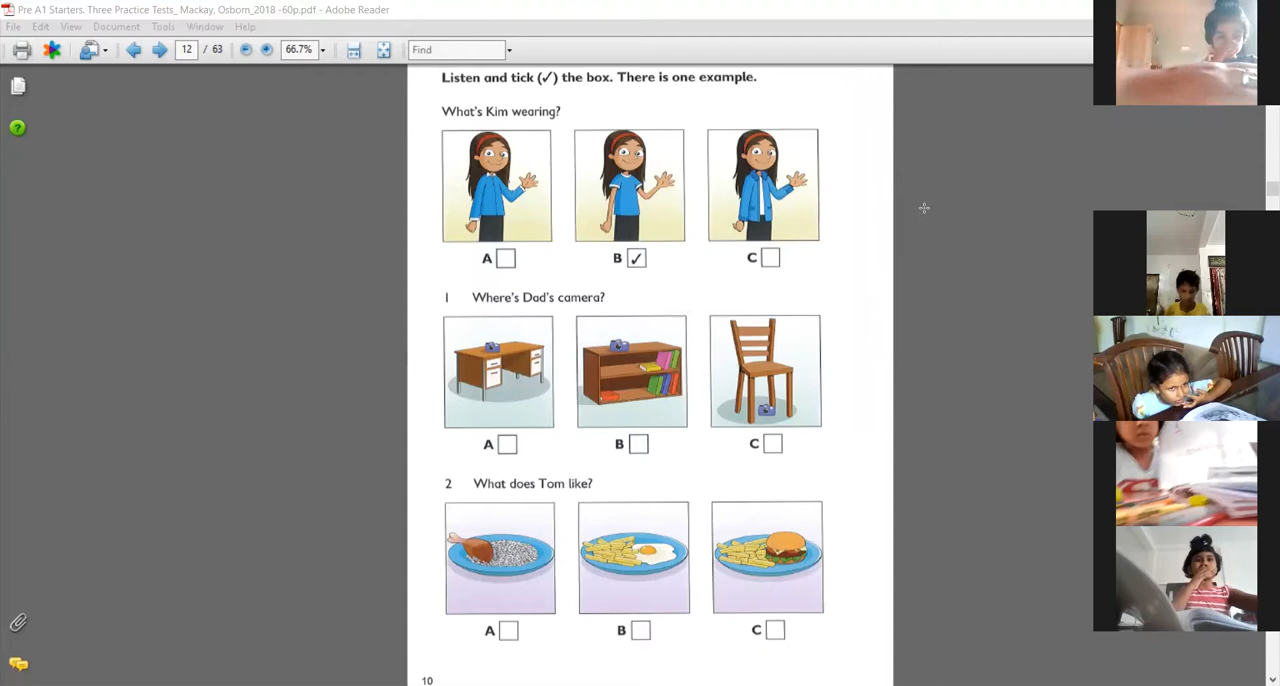 Pre A1 Starters. Three Practice Tests_ Mackay, Osborn_2018 -60p.pdf - Adobe Reader
File Edit View Document Tools Window Help
12 / 63 66.7% Find
Listen and tick (✓) the box. There is one example.
What's Kim wearing?
A B ✓ C
1 Where's Dad's camera?
A B C
2 What does Tom like?
A B C
10